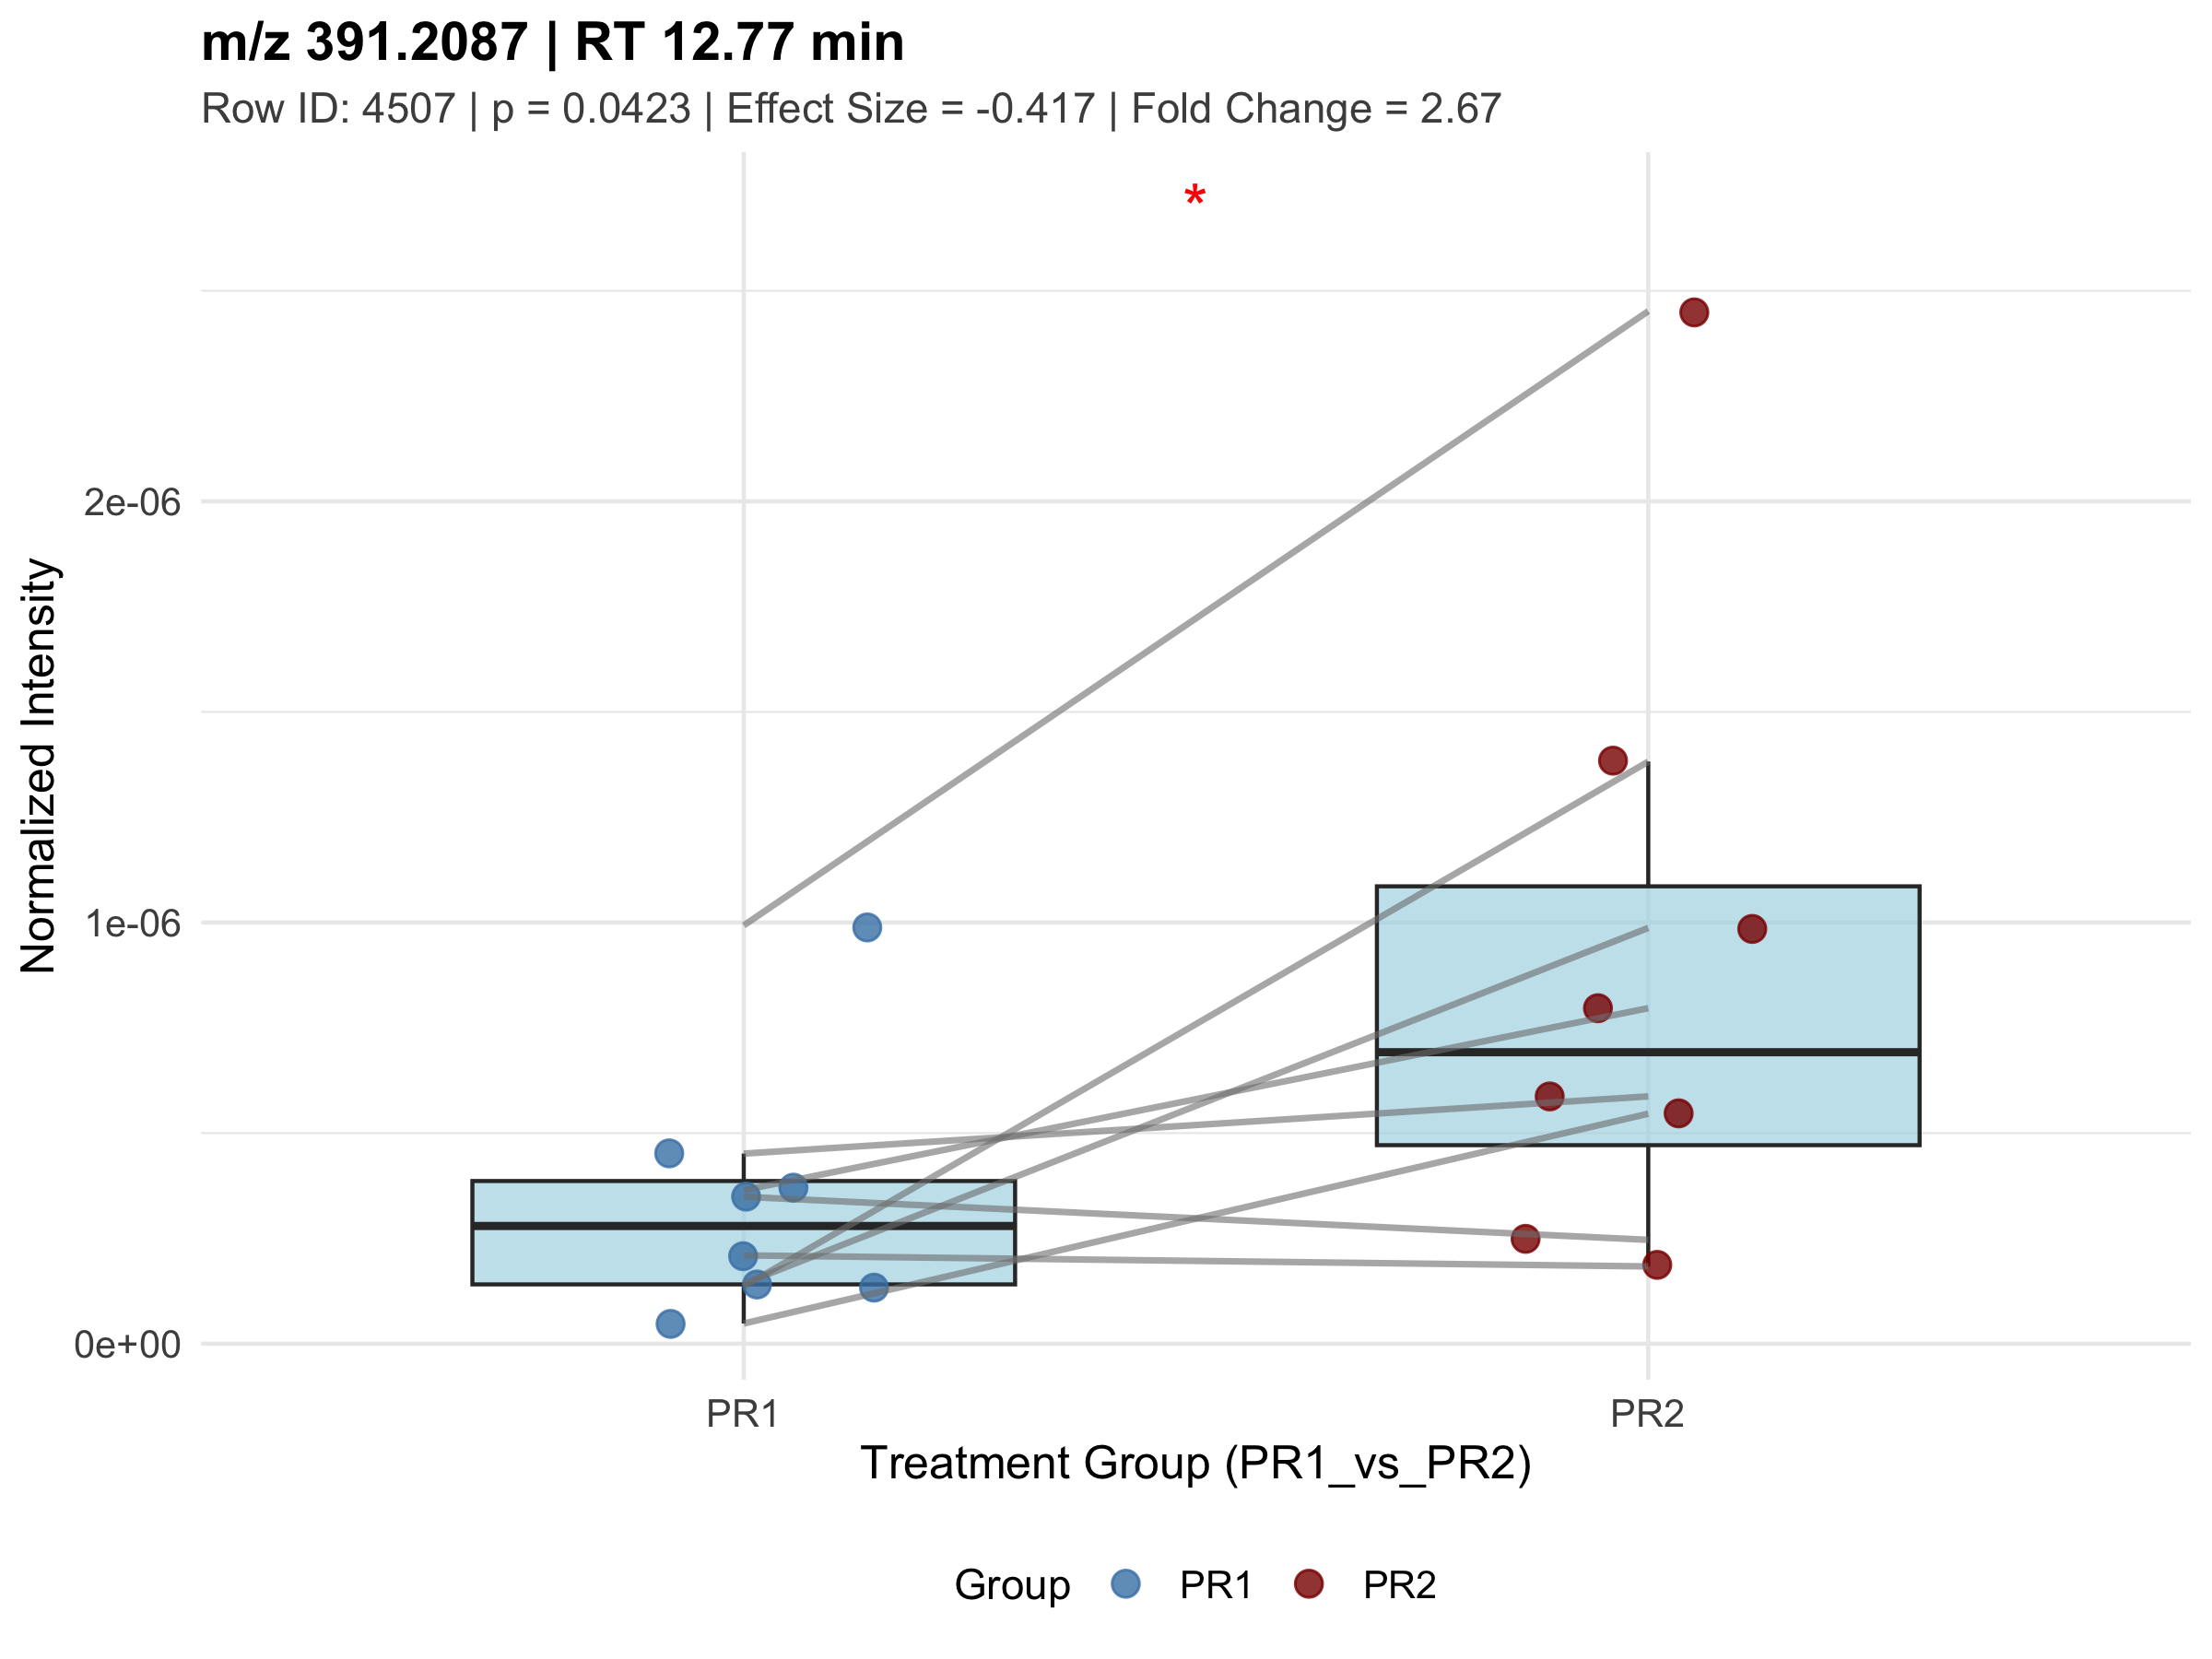 m/z 391.2087 | RT 12.77 min
Row ID: 4507 | p = 0.0423 | Effect Size = -0.417 | Fold Change = 2.67
*
Normalized Intensity
2e-06
1e-06
0e+00
PR1
PR2
Treatment Group (PR1_vs_PR2)
Group PR1 PR2